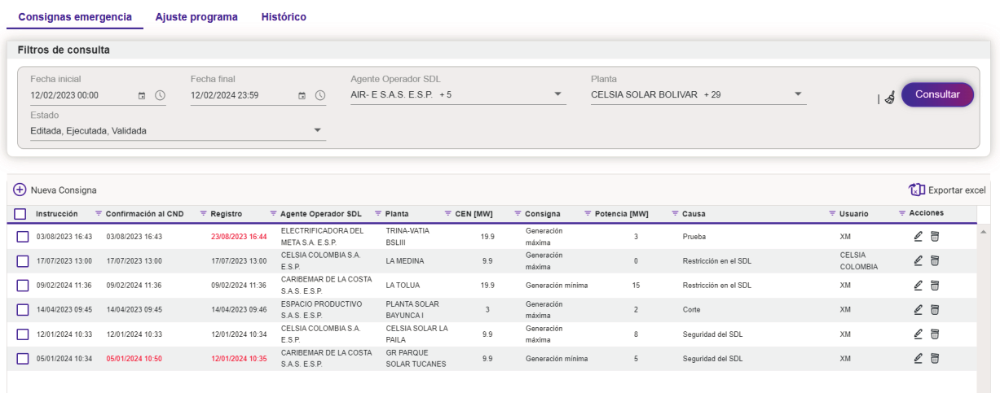 Consignas emergencia Ajuste programa Histórico
Filtros de consulta
Fecha inicial Fecha final Agente Operador SDL Planta
12/02/2023 00:00 12/02/2024 23:59 AIR- E S.A.S. E.S.P. + 5 CELSIA SOLAR BOLIVAR + 29 | Consultar
Estado
Editada, Ejecutada, Validada
Nueva Consigna Exportar excel
Instrucción Confirmación al CND Registro Agente Operador SDL Planta CEN [MW] Consigna Potencia [MW] Causa Usuario Acciones
03/08/2023 16:43 03/08/2023 16:43 23/08/2023 16:44 ELECTRIFICADORA DEL META S.A. E.S.P. TRINA-VATIA BSLIII 19.9 Generación máxima 3 Prueba XM
17/07/2023 13:00 17/07/2023 13:00 17/07/2023 13:00 CELSIA COLOMBIA S.A. E.S.P. LA MEDINA 9.9 Generación máxima 0 Restricción en el SDL CELSIA COLOMBIA
09/02/2024 11:36 09/02/2024 11:36 09/02/2024 11:36 CARIBEMAR DE LA COSTA S.A.S. E.S.P. LA TOLUA 19.9 Generación mínima 15 Restricción en el SDL XM
14/04/2023 09:45 14/04/2023 09:45 14/04/2023 09:46 ESPACIO PRODUCTIVO S.A.S. E.S.P. PLANTA SOLAR BAYUNCA I 3 Generación máxima 2 Corte XM
12/01/2024 10:33 12/01/2024 10:33 12/01/2024 10:34 CELSIA COLOMBIA S.A. E.S.P. CELSIA SOLAR LA PAILA 9.9 Generación máxima 8 Seguridad del SDL XM
05/01/2024 10:34 05/01/2024 10:50 12/01/2024 10:35 CARIBEMAR DE LA COSTA S.A.S. E.S.P. GR PARQUE SOLAR TUCANES 9.9 Generación mínima 5 Seguridad del SDL XM